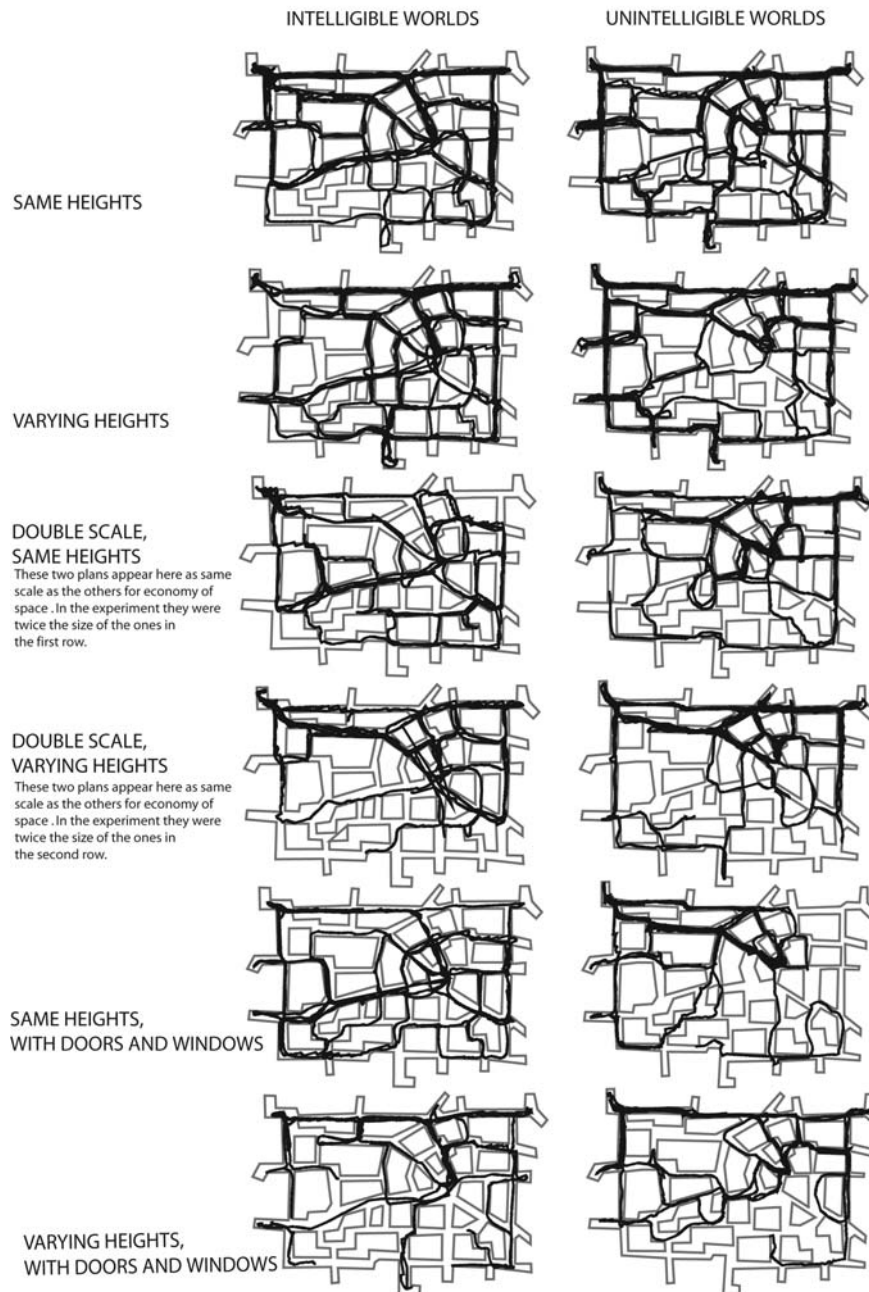 INTELLIGIBLE WORLDS
UNINTELLIGIBLE WORLDS
SAME HEIGHTS
VARYING HEIGHTS
DOUBLE SCALE,
SAME HEIGHTS
These two plans appear here as same
scale as the others for economy of
space . In the experiment they were
twice the size of the ones in
the first row.
DOUBLE SCALE,
VARYING HEIGHTS
These two plans appear here as same
scale as the others for economy of
space . In the experiment they were
twice the size of the ones in
the second row.
SAME HEIGHTS,
WITH DOORS AND WINDOWS
VARYING HEIGHTS,
WITH DOORS AND WINDOWS